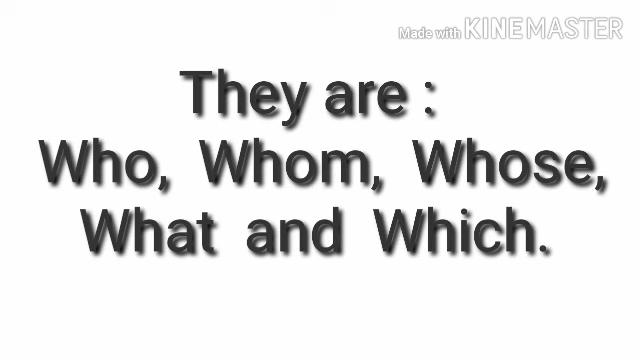 Made with KINEMASTER
They are :
Who, Whom, Whose,
What and Which.